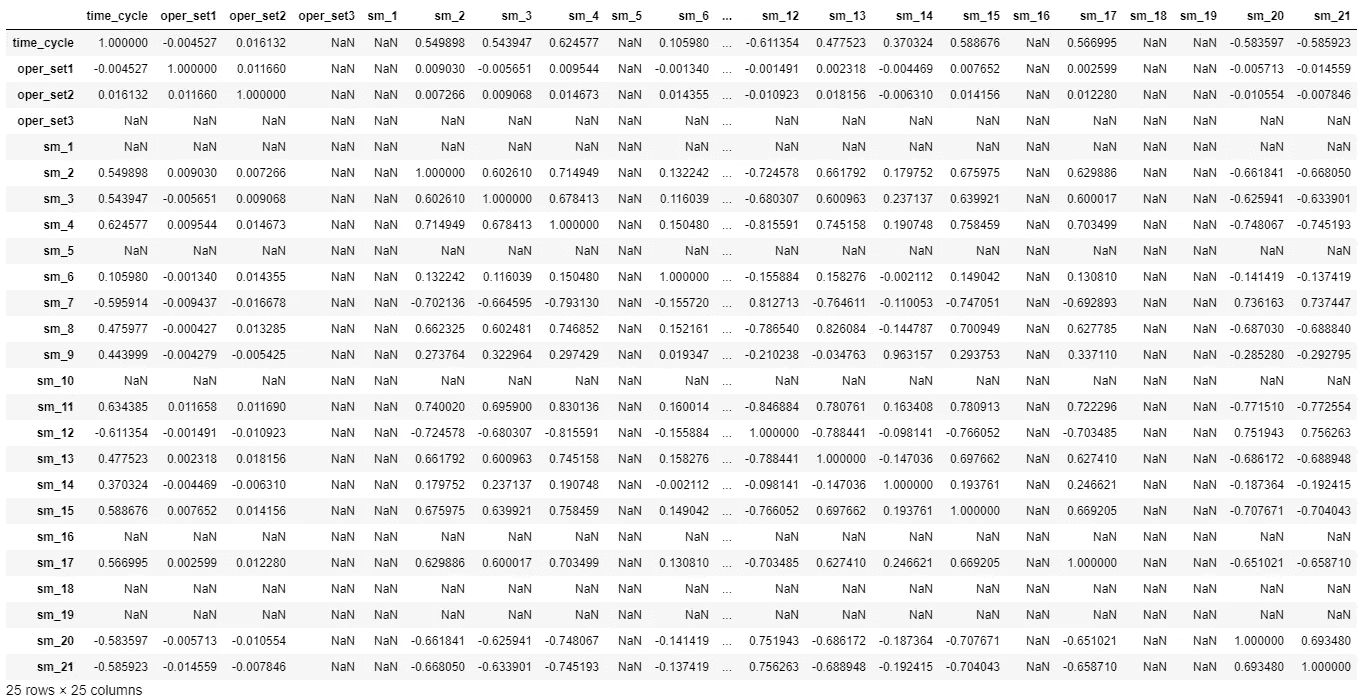 time_cycle oper_set1 oper_set2 oper_set3 sm_1 sm_2 sm_3 sm_4 sm_5 sm_6 ... sm_12 sm_13 sm_14 sm_15 sm_16 sm_17 sm_18 sm_19 sm_20 sm_21
time_cycle 1.000000 -0.004527 0.016132 NaN NaN 0.549898 0.543947 0.624577 NaN 0.105980 ... -0.611354 0.477523 0.370324 0.588676 NaN 0.566995 NaN NaN -0.583597 -0.585923
oper_set1 -0.004527 1.000000 0.011660 NaN NaN 0.009030 -0.005651 0.009544 NaN -0.001340 ... -0.001491 0.002318 -0.004469 0.007652 NaN 0.002599 NaN NaN -0.005713 -0.014559
oper_set2 0.016132 0.011660 1.000000 NaN NaN 0.007266 0.009068 0.014673 NaN 0.014355 ... -0.010923 0.018156 -0.006310 0.014156 NaN 0.012280 NaN NaN -0.010554 -0.007846
oper_set3 NaN NaN NaN NaN NaN NaN NaN NaN NaN NaN ... NaN NaN NaN NaN NaN NaN NaN NaN NaN NaN
sm_1 NaN NaN NaN NaN NaN NaN NaN NaN NaN NaN ... NaN NaN NaN NaN NaN NaN NaN NaN NaN NaN
sm_2 0.549898 0.009030 0.007266 NaN NaN 1.000000 0.602610 0.714949 NaN 0.132242 ... -0.724578 0.661792 0.179752 0.675975 NaN 0.629886 NaN NaN -0.661841 -0.668050
sm_3 0.543947 -0.005651 0.009068 NaN NaN 0.602610 1.000000 0.678413 NaN 0.116039 ... -0.680307 0.600963 0.237137 0.639921 NaN 0.600017 NaN NaN -0.625941 -0.633901
sm_4 0.624577 0.009544 0.014673 NaN NaN 0.714949 0.678413 1.000000 NaN 0.150480 ... -0.815591 0.745158 0.190748 0.758459 NaN 0.703499 NaN NaN -0.748067 -0.745193
sm_5 NaN NaN NaN NaN NaN NaN NaN NaN NaN NaN ... NaN NaN NaN NaN NaN NaN NaN NaN NaN NaN
sm_6 0.105980 -0.001340 0.014355 NaN NaN 0.132242 0.116039 0.150480 NaN 1.000000 ... -0.155884 0.158276 -0.002112 0.149042 NaN 0.130810 NaN NaN -0.141419 -0.137419
sm_7 -0.595914 -0.009437 -0.016678 NaN NaN -0.702136 -0.664595 -0.793130 NaN -0.155720 ... 0.812713 -0.764611 -0.110053 -0.747051 NaN -0.692893 NaN NaN 0.736163 0.737447
sm_8 0.475977 -0.000427 0.013285 NaN NaN 0.662325 0.602481 0.746852 NaN 0.152161 ... -0.786540 0.826084 -0.144787 0.700949 NaN 0.627785 NaN NaN -0.687030 -0.688840
sm_9 0.443999 -0.004279 -0.005425 NaN NaN 0.273764 0.322964 0.297429 NaN 0.019347 ... -0.210238 -0.034763 0.963157 0.293753 NaN 0.337110 NaN NaN -0.285280 -0.292795
sm_10 NaN NaN NaN NaN NaN NaN NaN NaN NaN NaN ... NaN NaN NaN NaN NaN NaN NaN NaN NaN NaN
sm_11 0.634385 0.011658 0.011690 NaN NaN 0.740020 0.695900 0.830136 NaN 0.160014 ... -0.846884 0.780761 0.163408 0.780913 NaN 0.722296 NaN NaN -0.771510 -0.772554
sm_12 -0.611354 -0.001491 -0.010923 NaN NaN -0.724578 -0.680307 -0.815591 NaN -0.155884 ... 1.000000 -0.788441 -0.098141 -0.766052 NaN -0.703485 NaN NaN 0.751943 0.756263
sm_13 0.477523 0.002318 0.018156 NaN NaN 0.661792 0.600963 0.745158 NaN 0.158276 ... -0.788441 1.000000 -0.147036 0.697662 NaN 0.627410 NaN NaN -0.686172 -0.688948
sm_14 0.370324 -0.004469 -0.006310 NaN NaN 0.179752 0.237137 0.190748 NaN -0.002112 ... -0.098141 -0.147036 1.000000 0.193761 NaN 0.246621 NaN NaN -0.187364 -0.192415
sm_15 0.588676 0.007652 0.014156 NaN NaN 0.675975 0.639921 0.758459 NaN 0.149042 ... -0.766052 0.697662 0.193761 1.000000 NaN 0.669205 NaN NaN -0.707671 -0.704043
sm_16 NaN NaN NaN NaN NaN NaN NaN NaN NaN NaN ... NaN NaN NaN NaN NaN NaN NaN NaN NaN NaN
sm_17 0.566995 0.002599 0.012280 NaN NaN 0.629886 0.600017 0.703499 NaN 0.130810 ... -0.703485 0.627410 0.246621 0.669205 NaN 1.000000 NaN NaN -0.651021 -0.658710
sm_18 NaN NaN NaN NaN NaN NaN NaN NaN NaN NaN ... NaN NaN NaN NaN NaN NaN NaN NaN NaN NaN
sm_19 NaN NaN NaN NaN NaN NaN NaN NaN NaN NaN ... NaN NaN NaN NaN NaN NaN NaN NaN NaN NaN
sm_20 -0.583597 -0.005713 -0.010554 NaN NaN -0.661841 -0.625941 -0.748067 NaN -0.141419 ... 0.751943 -0.686172 -0.187364 -0.707671 NaN -0.651021 NaN NaN 1.000000 0.693480
sm_21 -0.585923 -0.014559 -0.007846 NaN NaN -0.668050 -0.633901 -0.745193 NaN -0.137419 ... 0.756263 -0.688948 -0.192415 -0.704043 NaN -0.658710 NaN NaN 0.693480 1.000000
25 rows × 25 columns